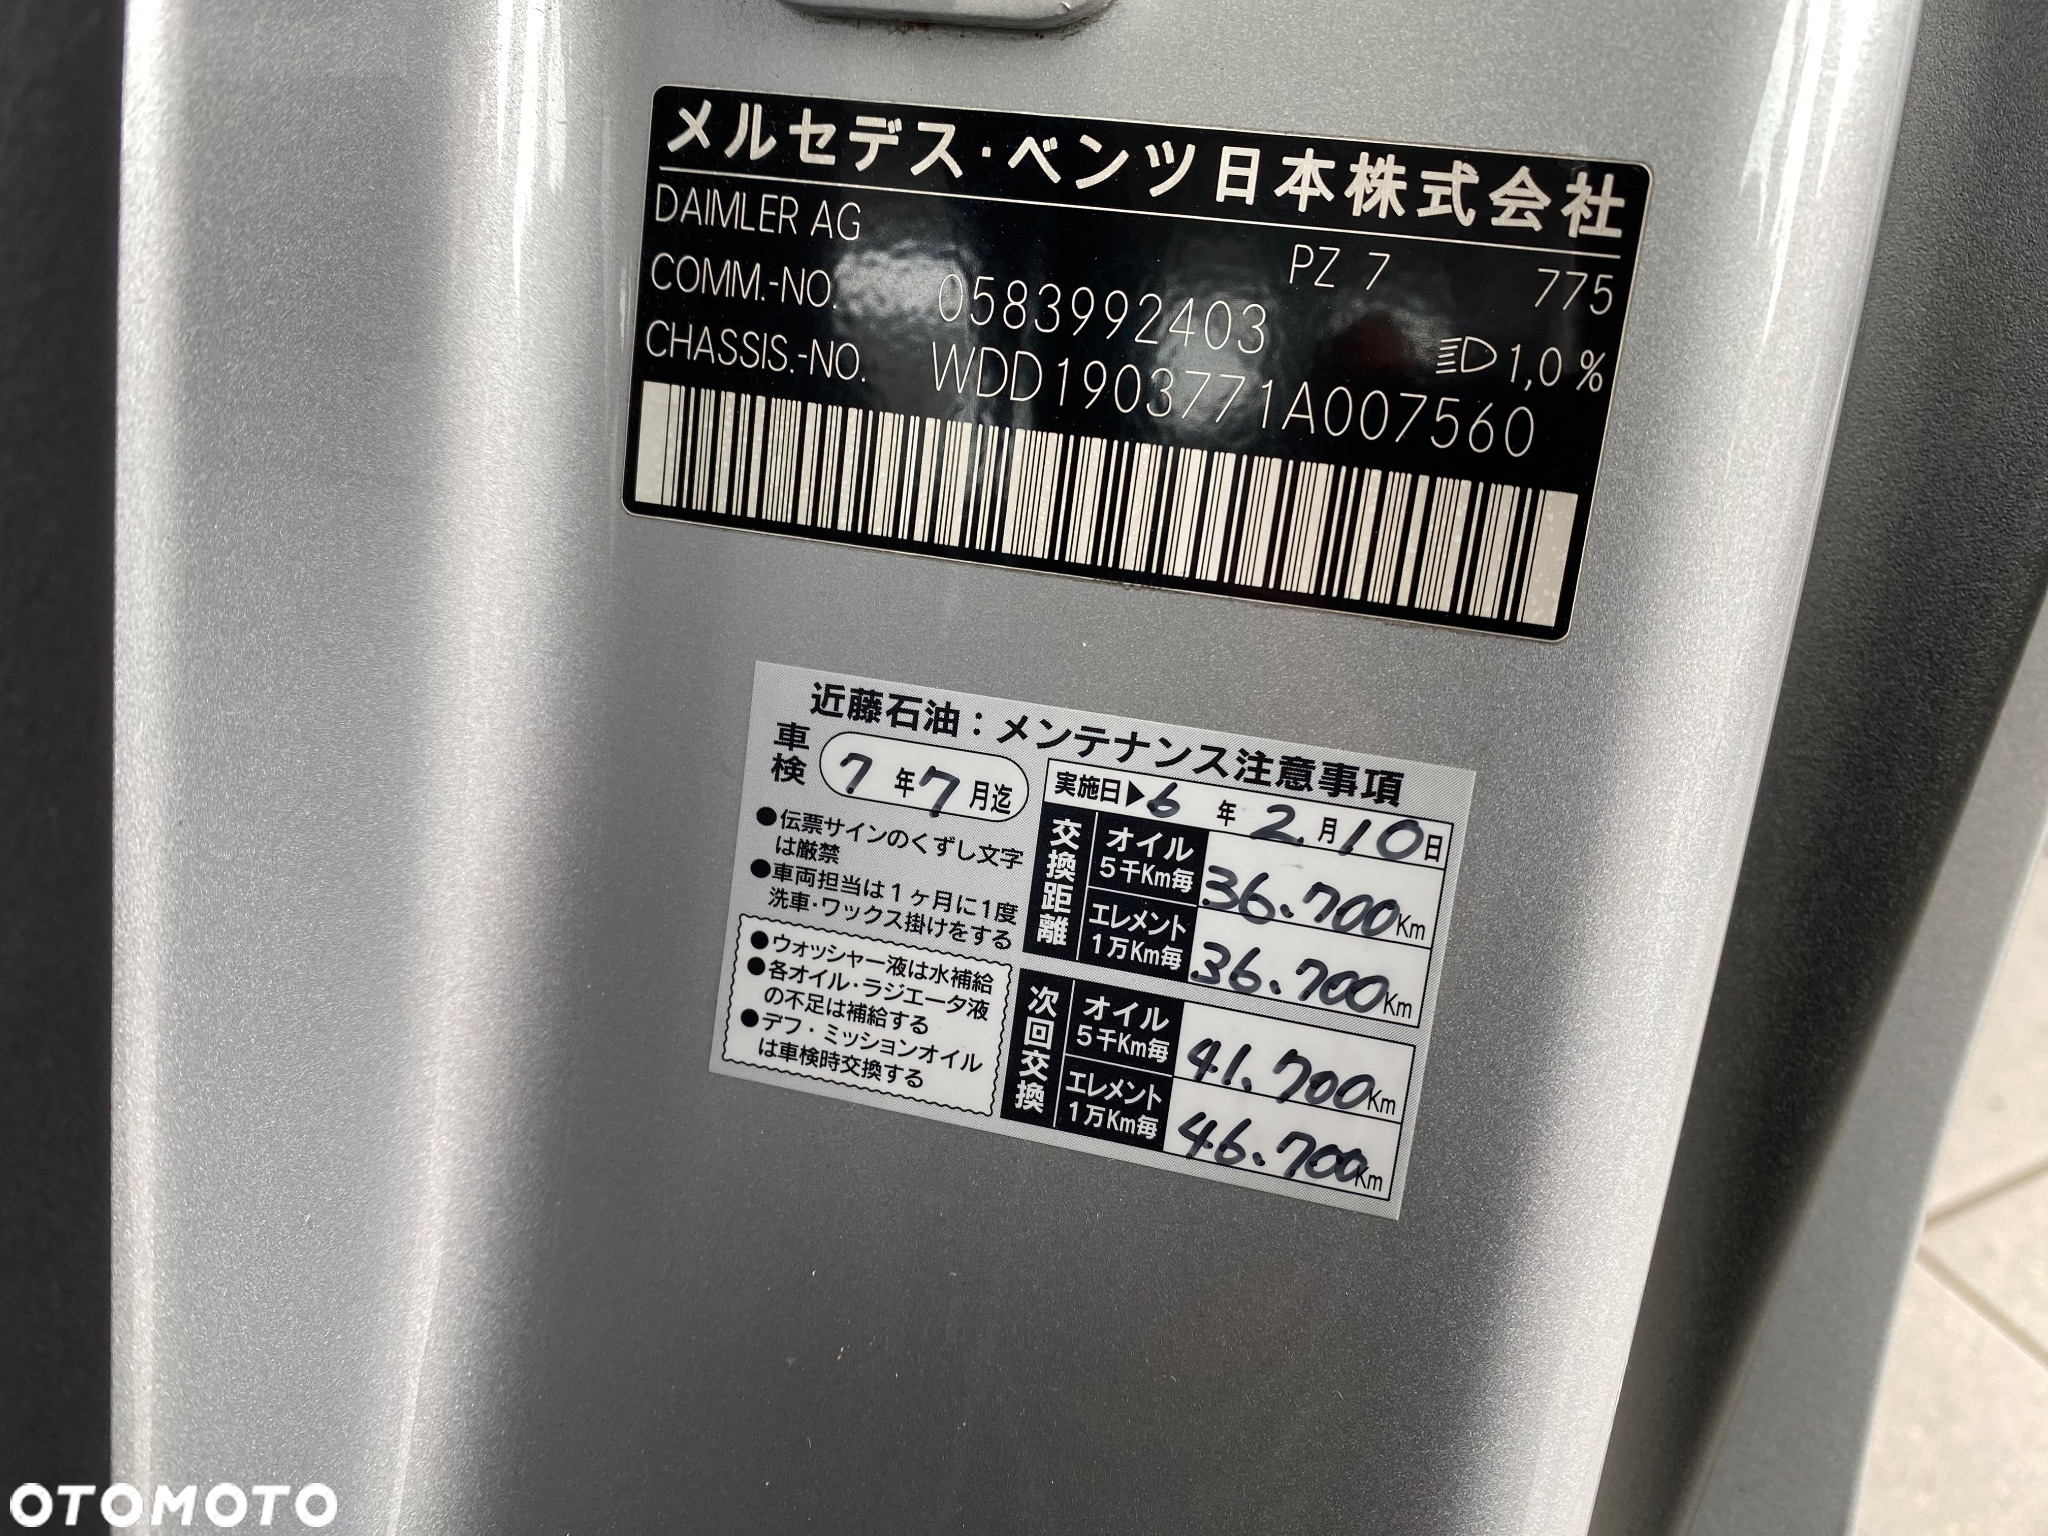 メルセデス・ベンツ日本株式会社
DAIMLER AG PZ 7 775
COMM.-NO. 0583992403 1,0 %
CHASSIS.-NO. WDD1903771A007560
近藤石油：メンテナンス注意事項
車検 7年7月迄
●伝票サインのくずし文字
は厳禁
●車両担当は1ヶ月に1度
洗車・ワックス掛けをする
●ウォッシャー液は水補給
●各オイル・ラジエータ液
の不足は補給する
●デフ・ミッションオイル
は車検時交換する
実施日▶6年2月10日
交換距離
オイル
5千Km毎 36.700Km
エレメント
1万Km毎 36.700Km
次回交換
オイル
5千Km毎 41.700Km
エレメント
1万Km毎 46.700Km
OTOMOTO